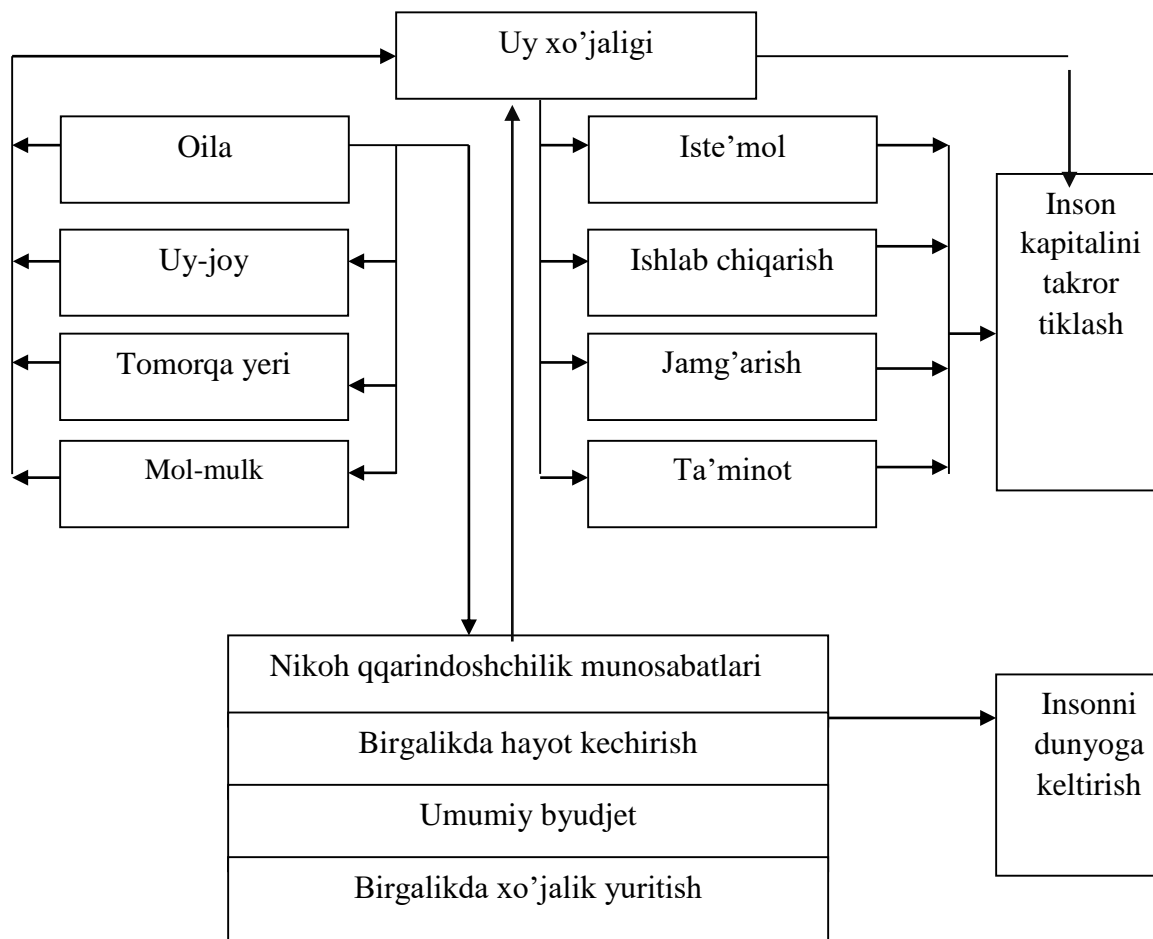 Uy xo’jaligi
Oila
Uy-joy
Tomorqa yeri
Mol-mulk
Iste’mol
Ishlab chiqarish
Jamg’arish
Ta’minot
Inson
kapitalini
takror
tiklash
Nikoh qqarindoshchilik munosabatlari
Birgalikda hayot kechirish
Umumiy byudjet
Birgalikda xo’jalik yuritish
Insonni
dunyoga
keltirish